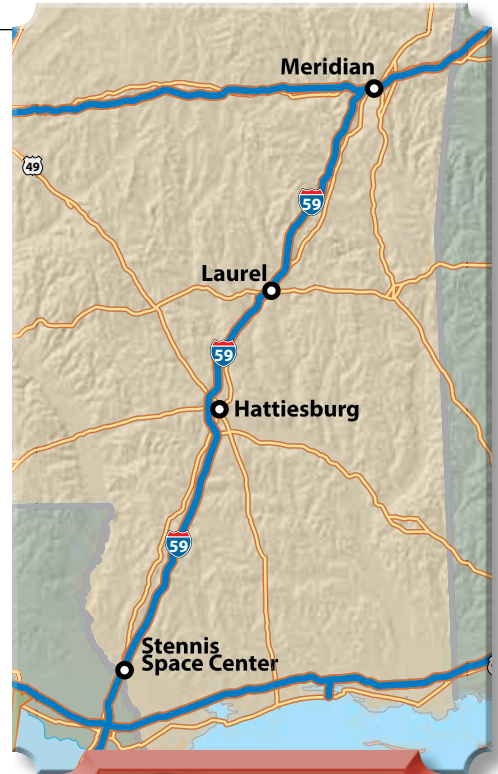 Meridian
49
59
Laurel
59
Hattiesburg
59
Stennis
Space Center